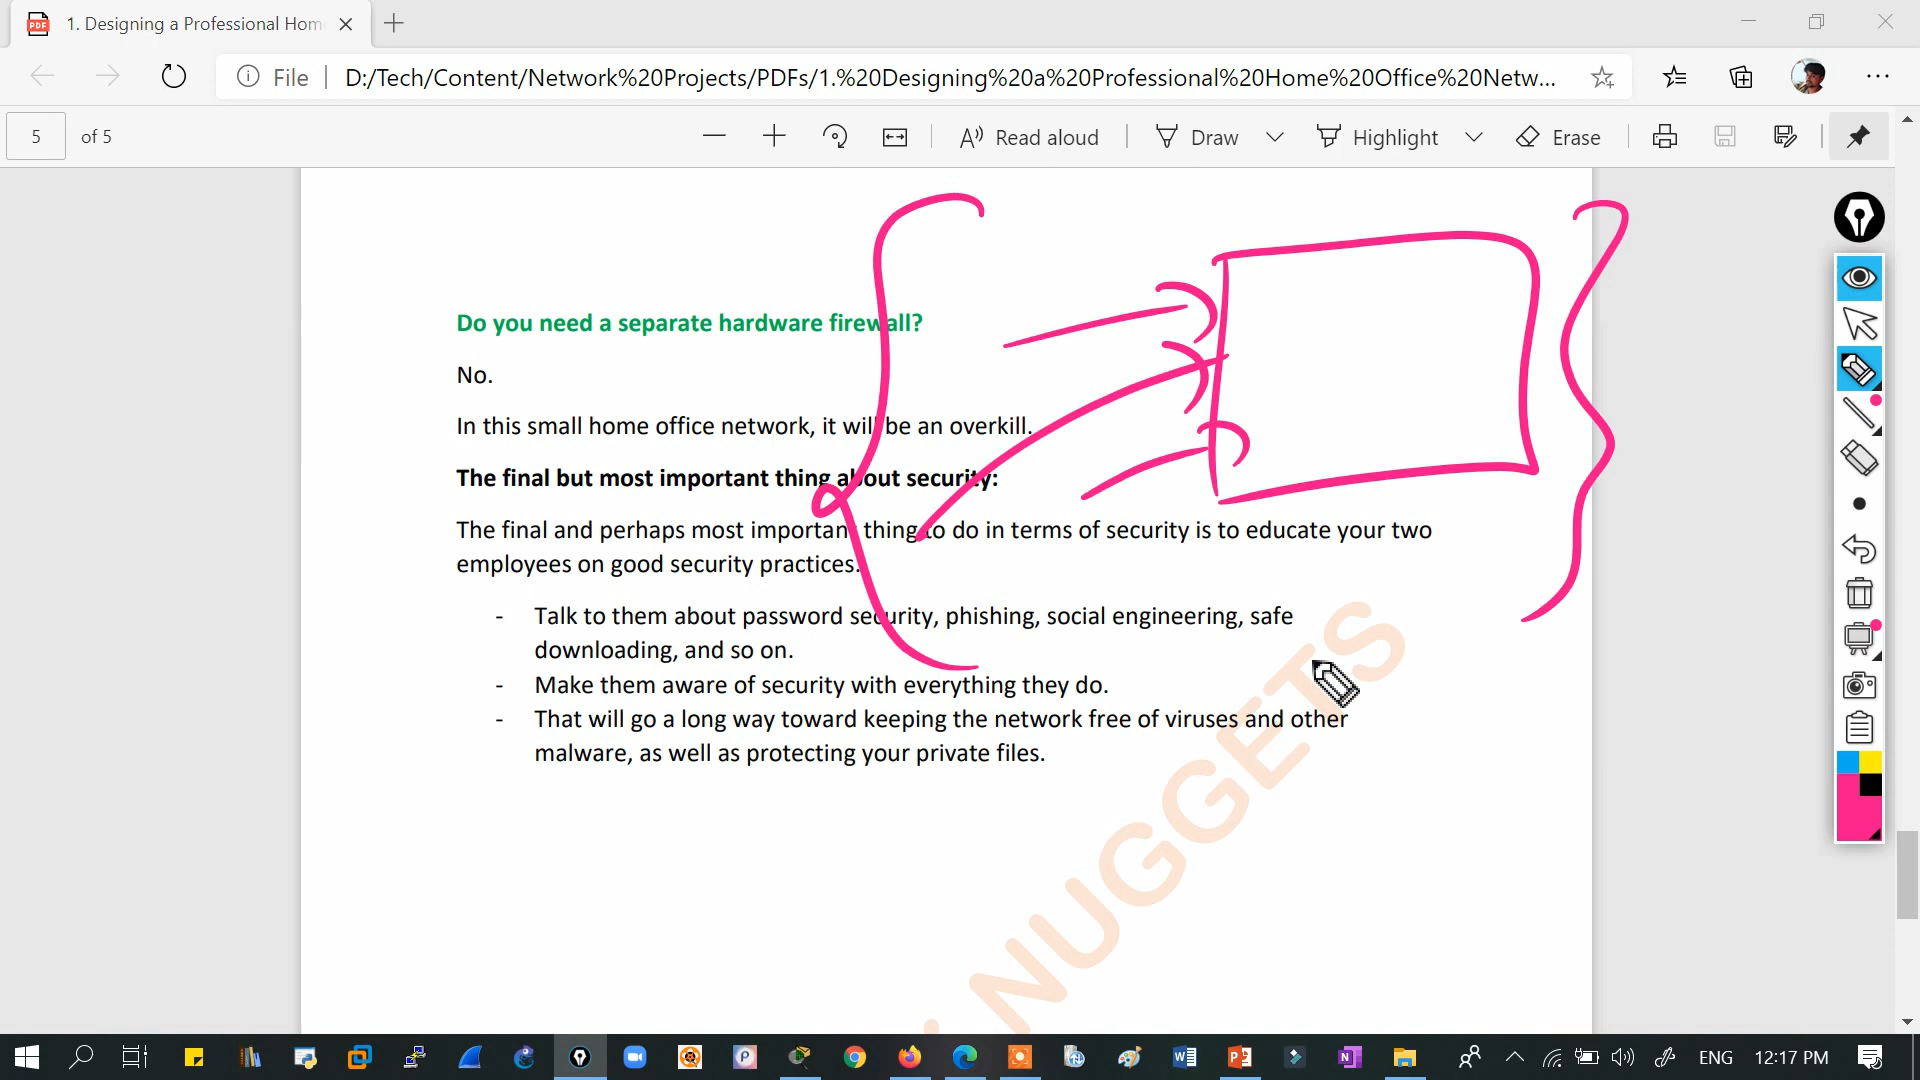 1. Designing a Professional Hom
File
D:/Tech/Content/Network%20Projects/PDFs/1.%20Designing%20a%20Professional%20Home%20Office%20Netw...
5 of 5
Read aloud
Draw
Highlight
Erase
Do you need a separate hardware firewall?
No.
In this small home office network, it will be an overkill.
The final but most important thing about security:
The final and perhaps most important thing to do in terms of security is to educate your two
employees on good security practices.
- Talk to them about password security, phishing, social engineering, safe
downloading, and so on.
- Make them aware of security with everything they do.
- That will go a long way toward keeping the network free of viruses and other
malware, as well as protecting your private files.
NUGGETS
ENG
12:17 PM